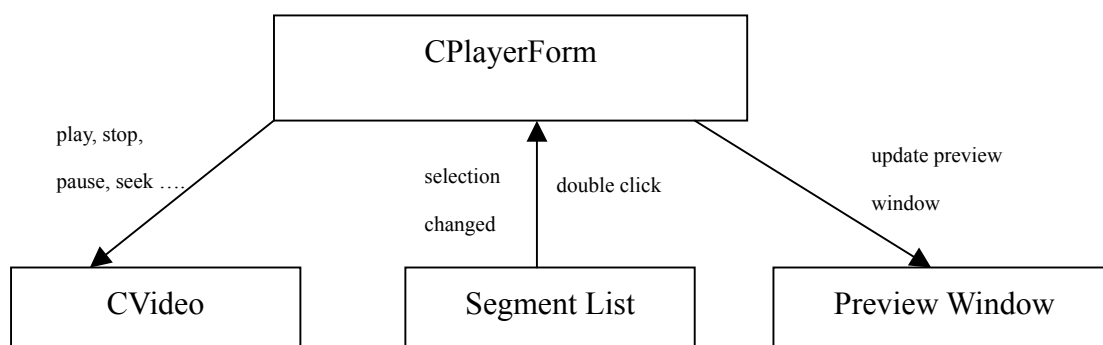 CPlayerForm
play, stop,
pause, seek ….
selection
changed
double click
update preview
window
CVideo
Segment List
Preview Window